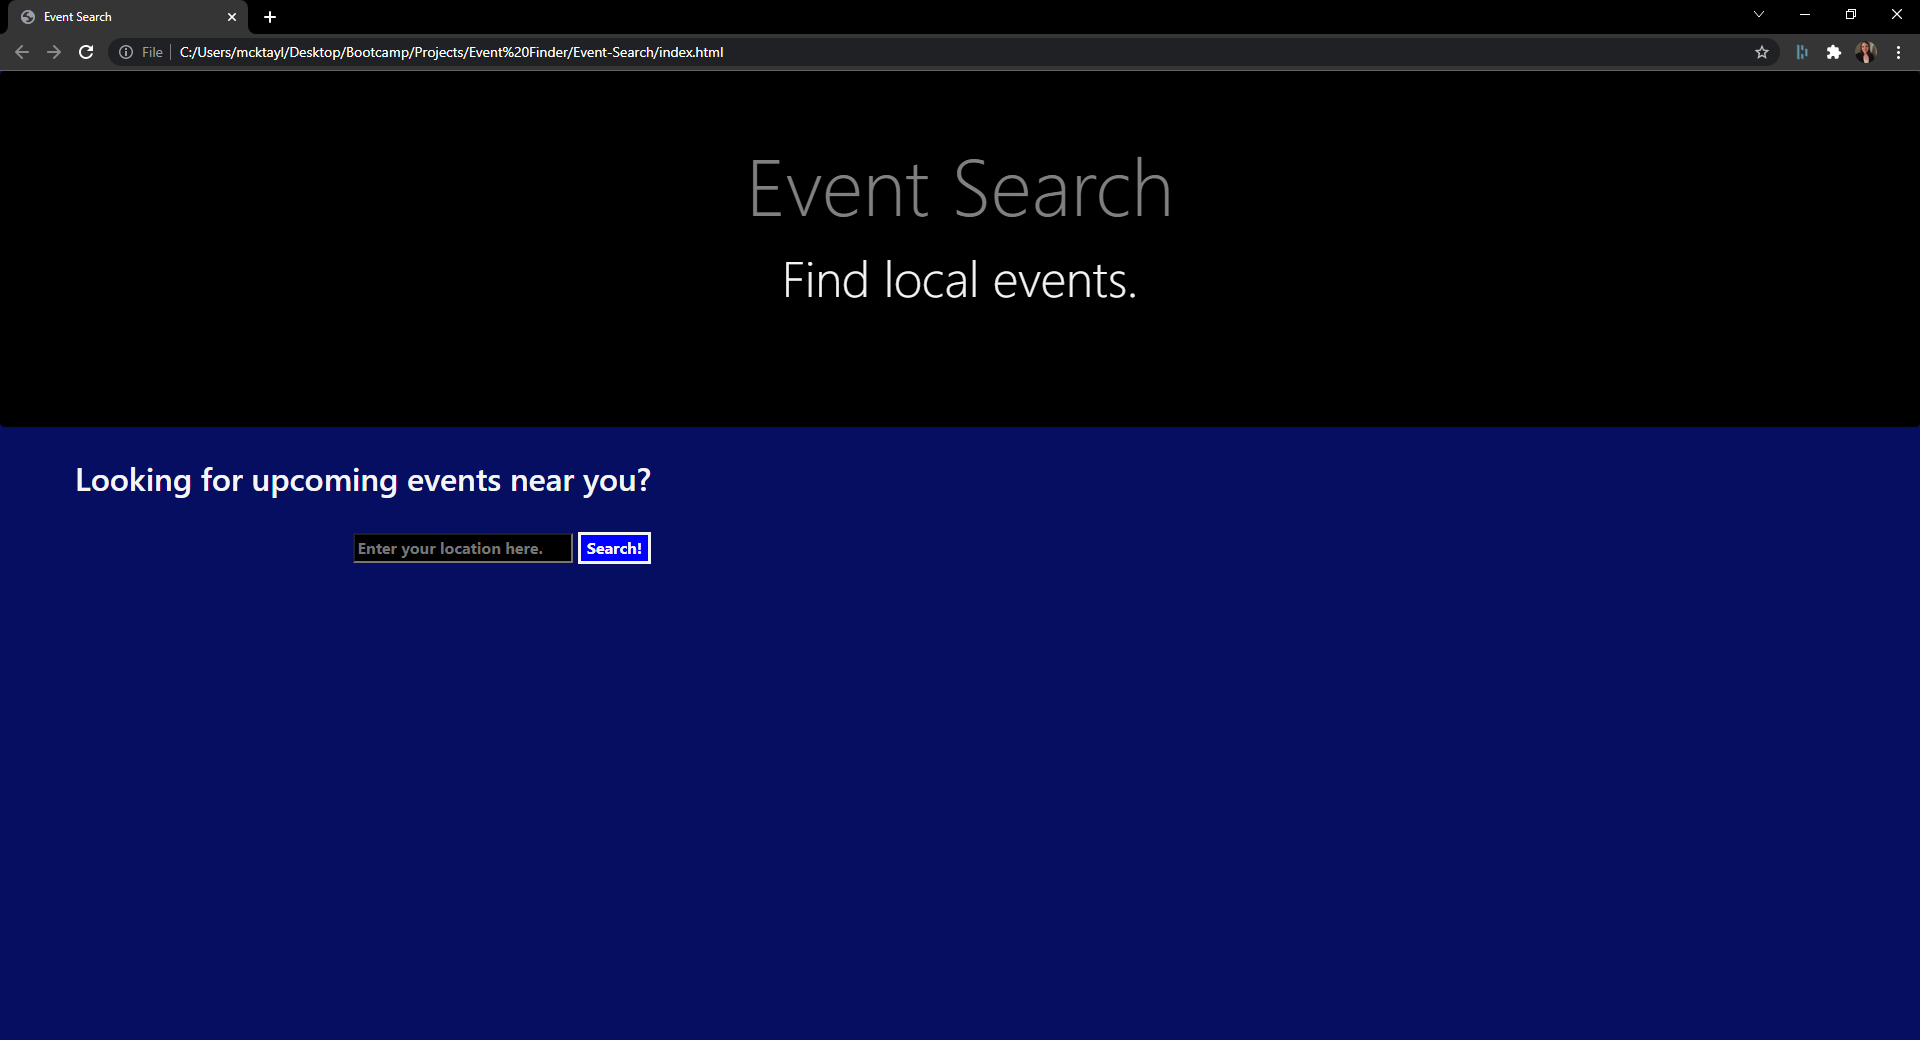 Event Search
File
C:/Users/mcktayl/Desktop/Bootcamp/Projects/Event%20Finder/Event-Search/index.html
Event Search
Find local events.
Looking for upcoming events near you?
Enter your location here.
Search!